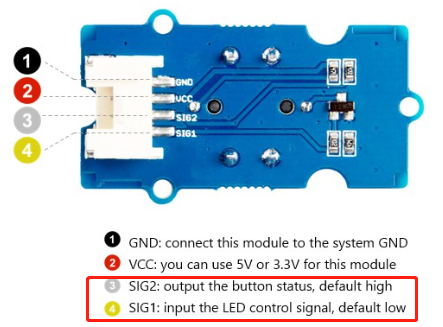 1
2
3
4
GND
VCC
SIG2
SIG1
1 GND: connect this module to the system GND
2 VCC: you can use 5V or 3.3V for this module
3 SIG2: output the button status, default high
4 SIG1: input the LED control signal, default low